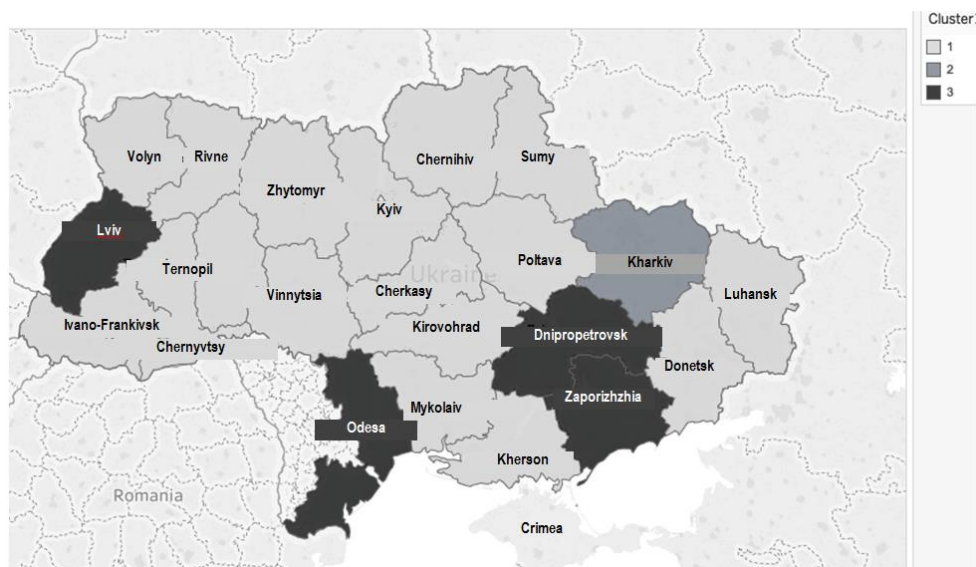 Cluster
1
2
3
Volyn
Rivne
Chernihiv
Sumy
Zhytomyr
Kyiv
Lviv
Poltava
Kharkiv
Ternopil
Ukraine
Vinnytsia
Cherkasy
Luhansk
Ivano-Frankivsk
Kirovohrad
Dnipropetrovsk
Chernyvtsy
Donetsk
Zaporizhzhia
Mykolaiv
Odesa
Kherson
Romania
Crimea